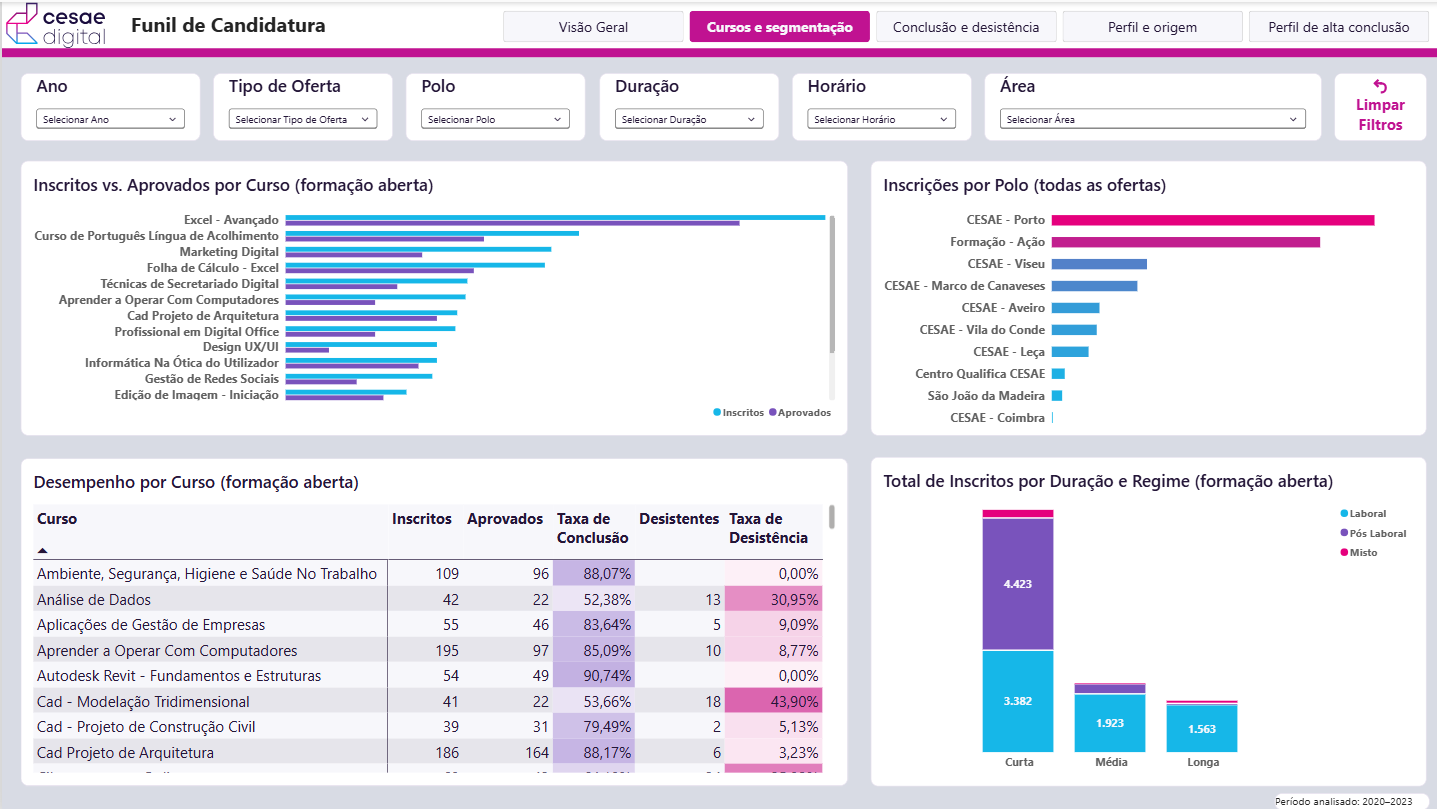 cesae
digital
Funil de Candidatura
Visão Geral
Cursos e segmentação
Conclusão e desistência
Perfil e origem
Perfil de alta conclusão
Ano
Selecionar Ano
Tipo de Oferta
Selecionar Tipo de Oferta
Polo
Selecionar Polo
Duração
Selecionar Duração
Horário
Selecionar Horário
Área
Selecionar Área
Limpar
Filtros
Inscritos vs. Aprovados por Curso (formação aberta)
Excel - Avançado
Curso de Português Língua de Acolhimento
Marketing Digital
Folha de Cálculo - Excel
Técnicas de Secretariado Digital
Aprender a Operar Com Computadores
Cad Projeto de Arquitetura
Profissional em Digital Office
Design UX/UI
Informática Na Ótica do Utilizador
Gestão de Redes Sociais
Edição de Imagem - Iniciação
Inscritos Aprovados
Inscrições por Polo (todas as ofertas)
CESAE - Porto
Formação - Ação
CESAE - Viseu
CESAE - Marco de Canaveses
CESAE - Aveiro
CESAE - Vila do Conde
CESAE - Leça
Centro Qualifica CESAE
São João da Madeira
CESAE - Coimbra
Desempenho por Curso (formação aberta)
Curso Inscritos Aprovados Taxa de Conclusão Desistentes Taxa de Desistência
Ambiente, Segurança, Higiene e Saúde No Trabalho 109 96 88,07% 0,00%
Análise de Dados 42 22 52,38% 13 30,95%
Aplicações de Gestão de Empresas 55 46 83,64% 5 9,09%
Aprender a Operar Com Computadores 195 97 85,09% 10 8,77%
Autodesk Revit - Fundamentos e Estruturas 54 49 90,74% 0,00%
Cad - Modelação Tridimensional 41 22 53,66% 18 43,90%
Cad - Projeto de Construção Civil 39 31 79,49% 2 5,13%
Cad Projeto de Arquitetura 186 164 88,17% 6 3,23%
Total de Inscritos por Duração e Regime (formação aberta)
Laboral
Pós Laboral
Misto
4.423
3.382
1.923
1.563
Curta
Média
Longa
Período analisado: 2020–2023